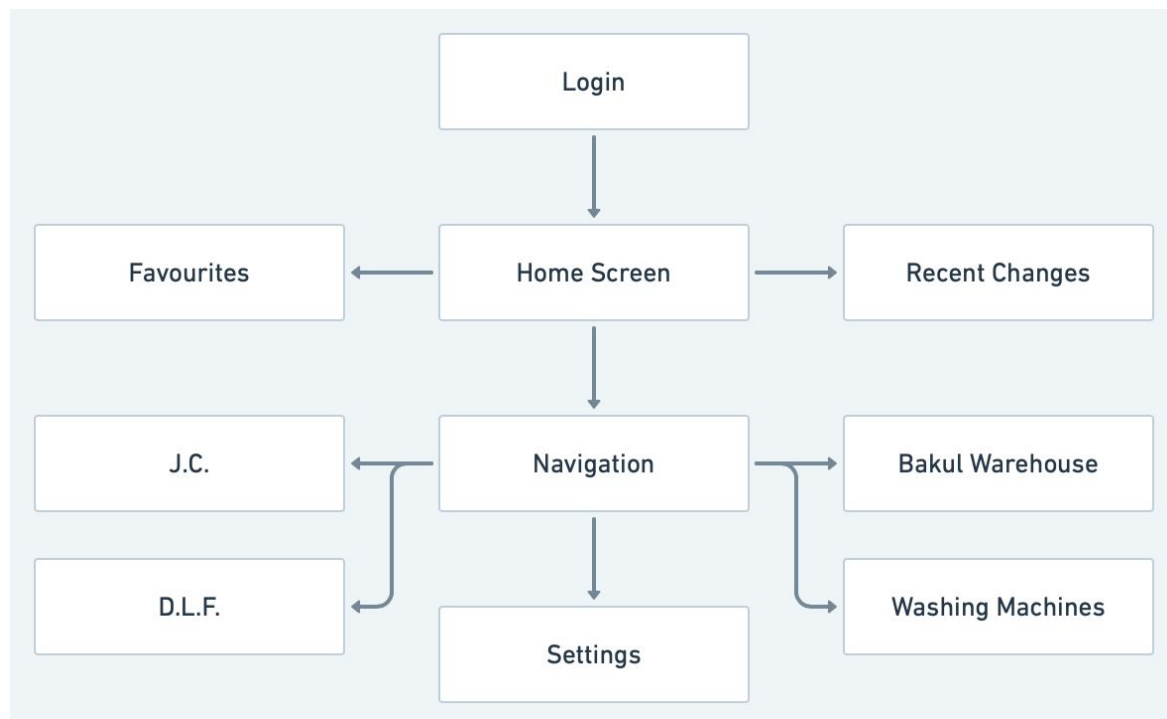 Login
Favourites
Home Screen
Recent Changes
J.C.
Navigation
Bakul Warehouse
D.L.F.
Washing Machines
Settings